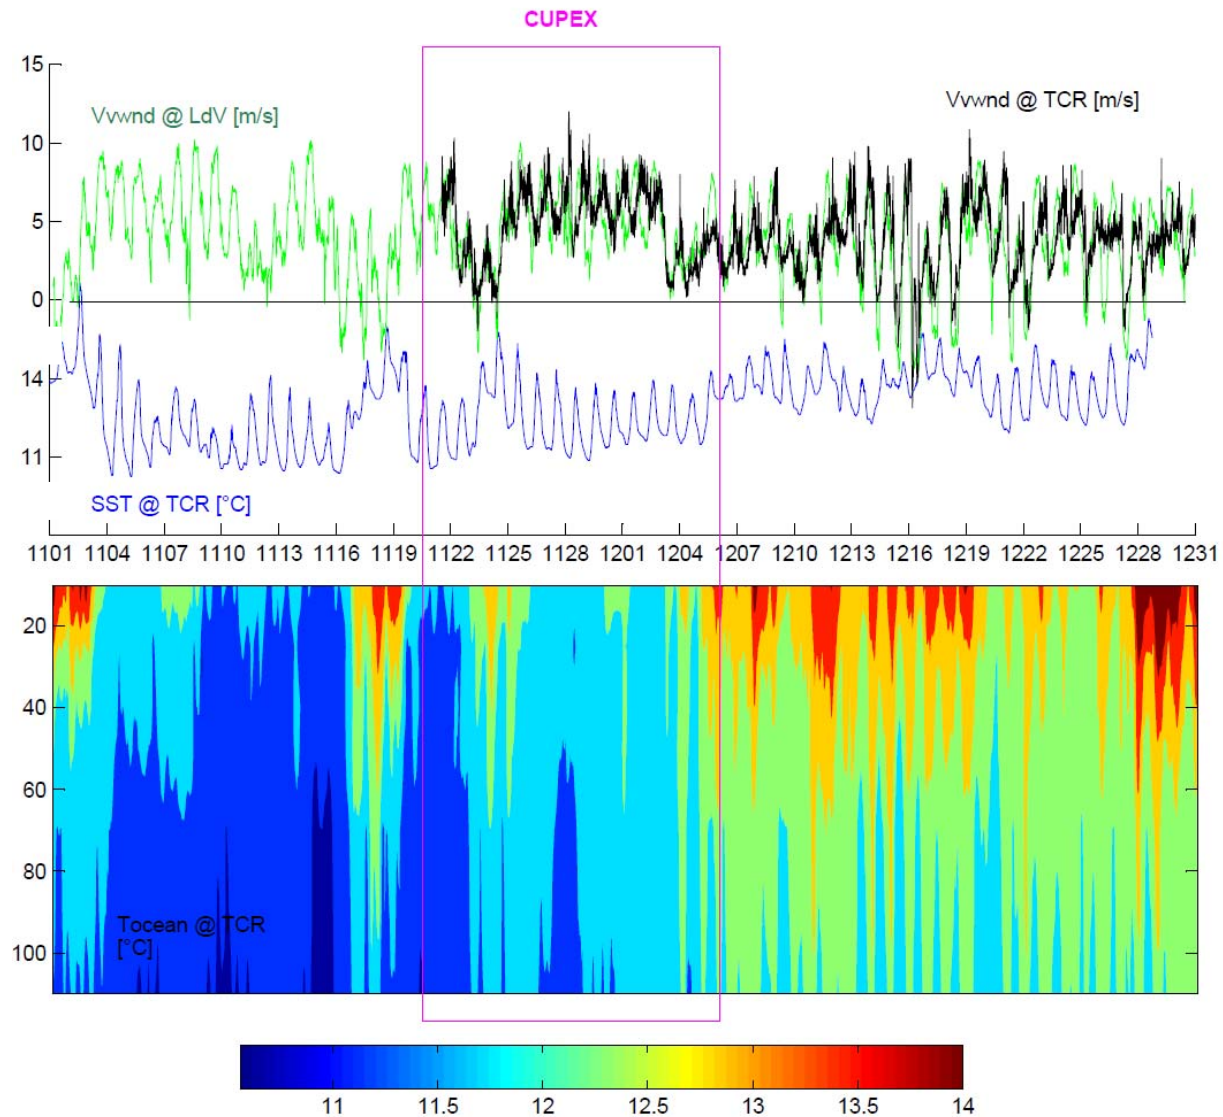 CUPEX
15
Vvwnd @ LdV [m/s]
Vvwnd @ TCR [m/s]
10
5
0
14
11
SST @ TCR [°C]
1101 1104 1107 1110 1113 1116 1119 1122 1125 1128 1201 1204 1207 1210 1213 1216 1219 1222 1225 1228 1231
20
40
60
80
Tocean @ TCR
[°C]
100
11 11.5 12 12.5 13 13.5 14